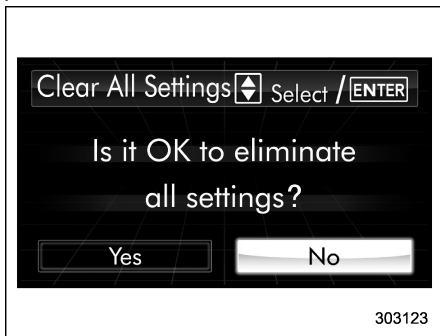 Clear All Settings Select / ENTER
Is it OK to eliminate
all settings?
Yes No
303123